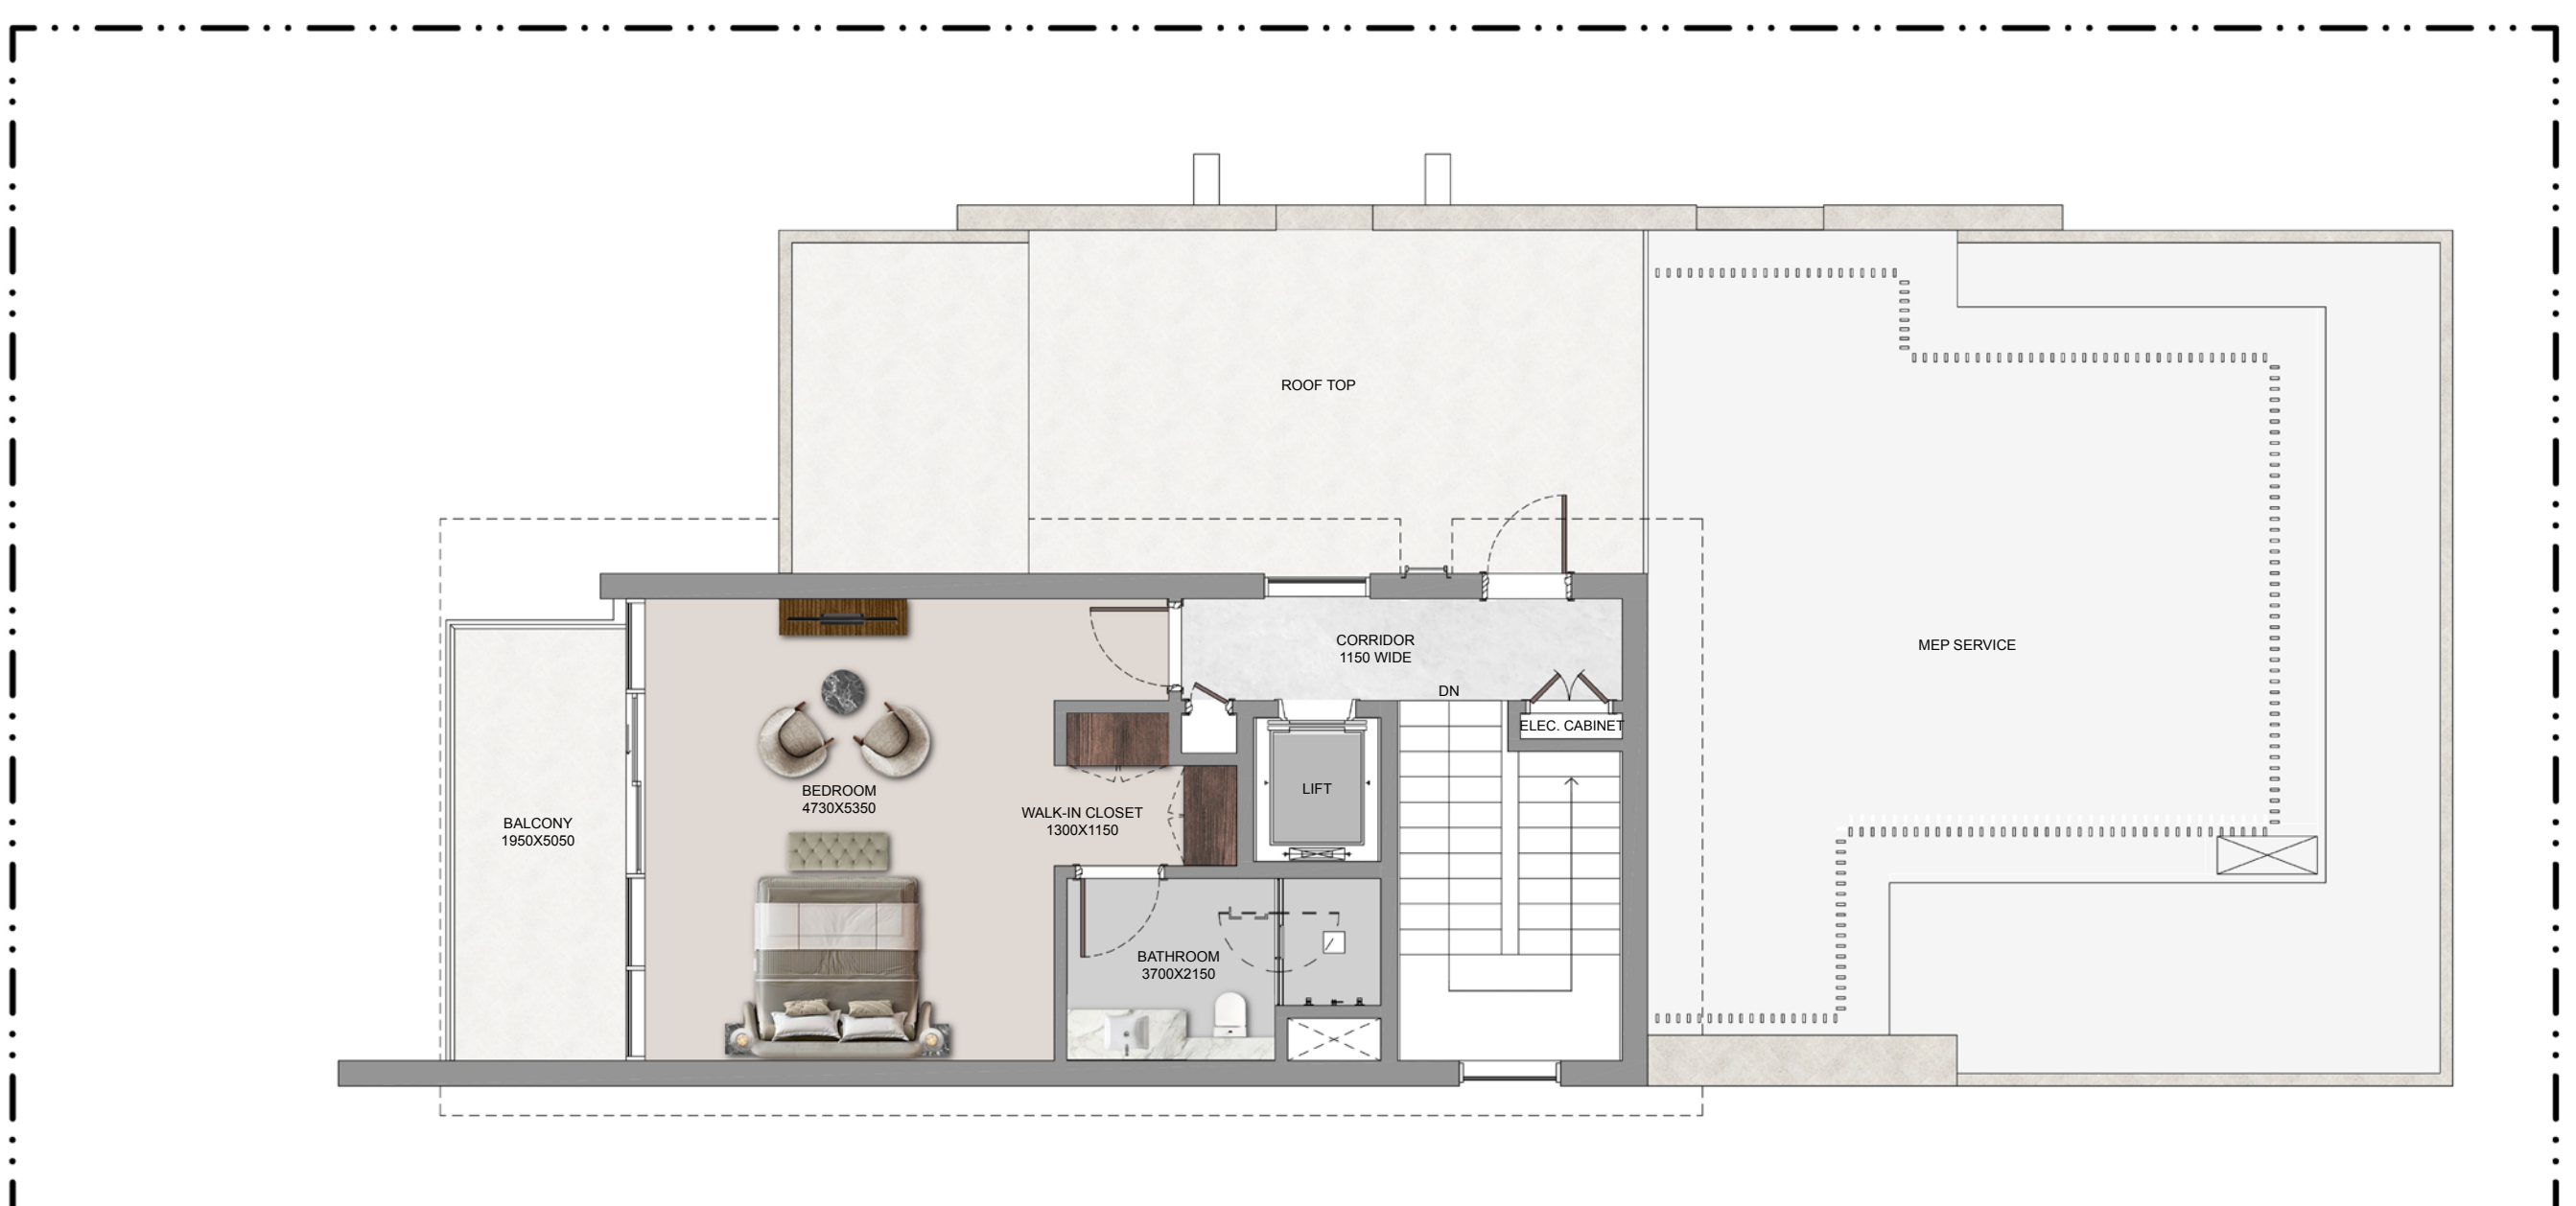 ROOF TOP
CORRIDOR
1150 WIDE
MEP SERVICE
DN
ELEC. CABINET
LIFT
BEDROOM
4730X5350
WALK-IN CLOSET
1300X1150
BALCONY
1950X5050
BATHROOM
3700X2150